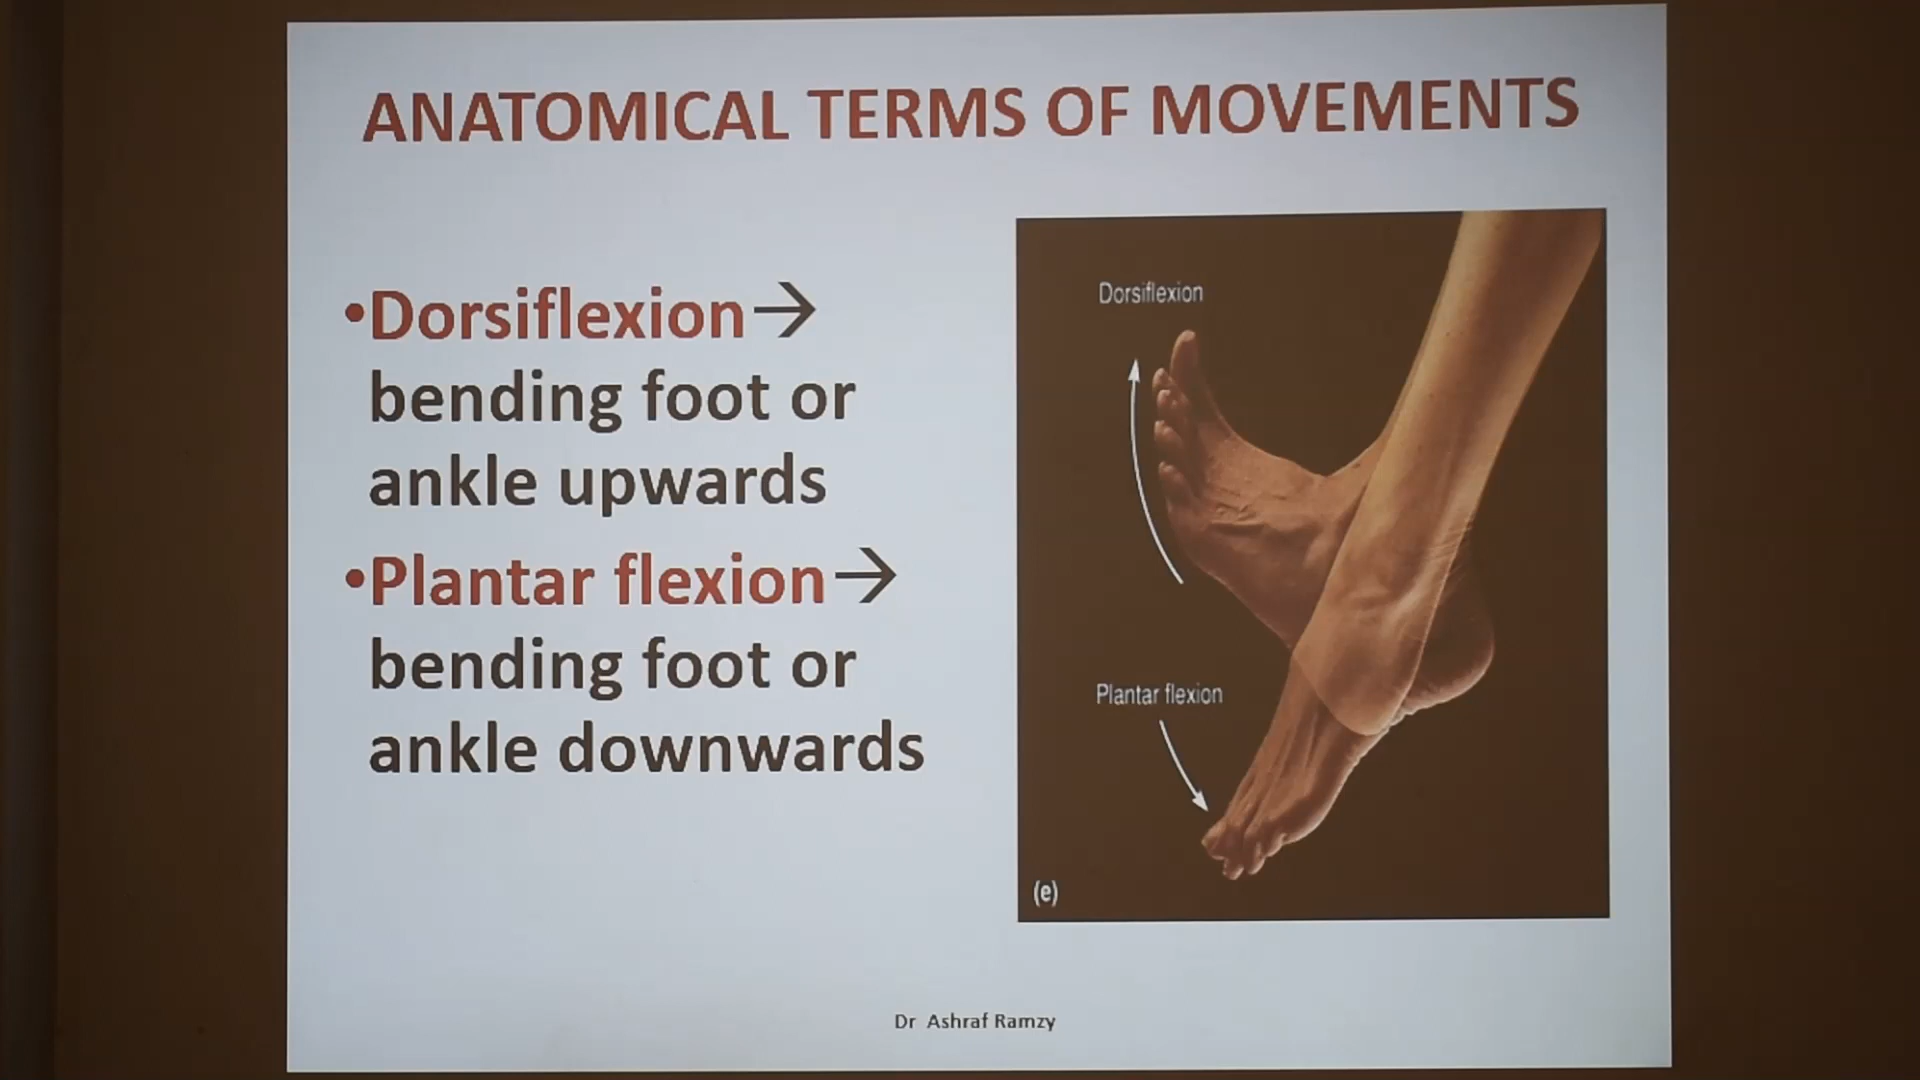 ANATOMICAL TERMS OF MOVEMENTS
•Dorsiflexion→
bending foot or
ankle upwards
•Plantar flexion→
bending foot or
ankle downwards
Dorsiflexion
Plantar flexion
(e)
Dr Ashraf Ramzy